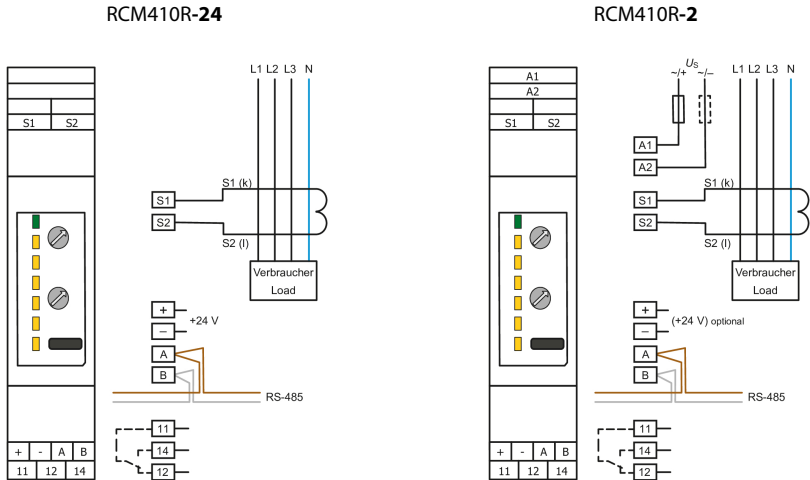 RCM410R-24
L1 L2 L3 N
S1 S2
S1 (k)
S1
S2
S2 (l)
Verbraucher
Load
+
+24 V
–
A
B
RS-485
11
14
12
+ - A B
11 12 14
RCM410R-2
US
~/+ ~/–
L1 L2 L3 N
A1
A2
S1 S2
A1
A2
S1 (k)
S1
S2
S2 (l)
Verbraucher
Load
+
(+24 V) optional
–
A
B
RS-485
11
14
12
+ - A B
11 12 14